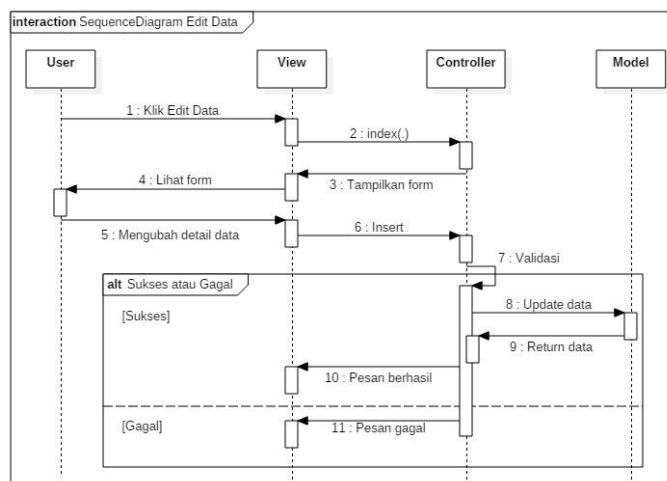 interaction SequenceDiagram Edit Data
User
View
Controller
Model
1 : Klik Edit Data
2 : index(.)
3 : Tampilkan form
4 : Lihat form
5 : Mengubah detail data
6 : Insert
7 : Validasi
alt Sukses atau Gagal
[Sukses]
8 : Update data
9 : Return data
10 : Pesan berhasil
[Gagal]
11 : Pesan gagal